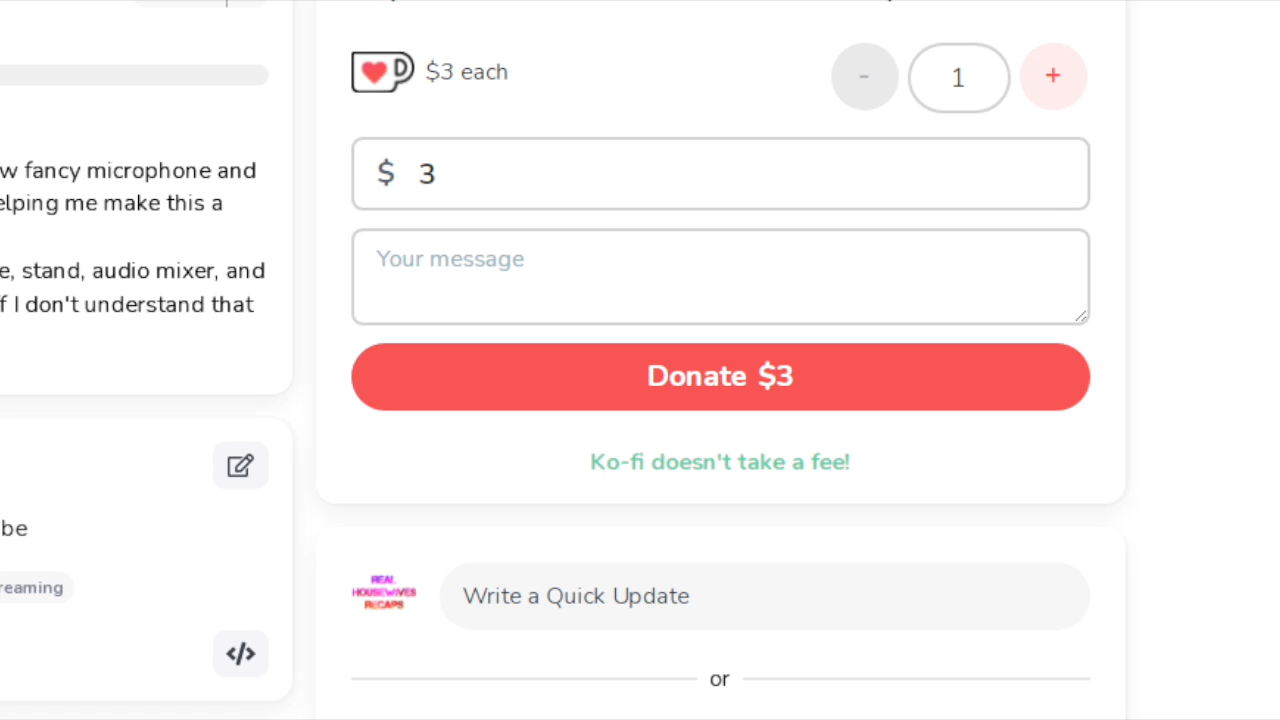 w fancy microphone and
elping me make this a
e, stand, audio mixer, and
f I don't understand that
be
reaming
</>
$3 each
-
1
+
$ 3
Your message
Donate $3
Ko-fi doesn't take a fee!
REAL
HOUSEWIVES
RECAPS
Write a Quick Update
or